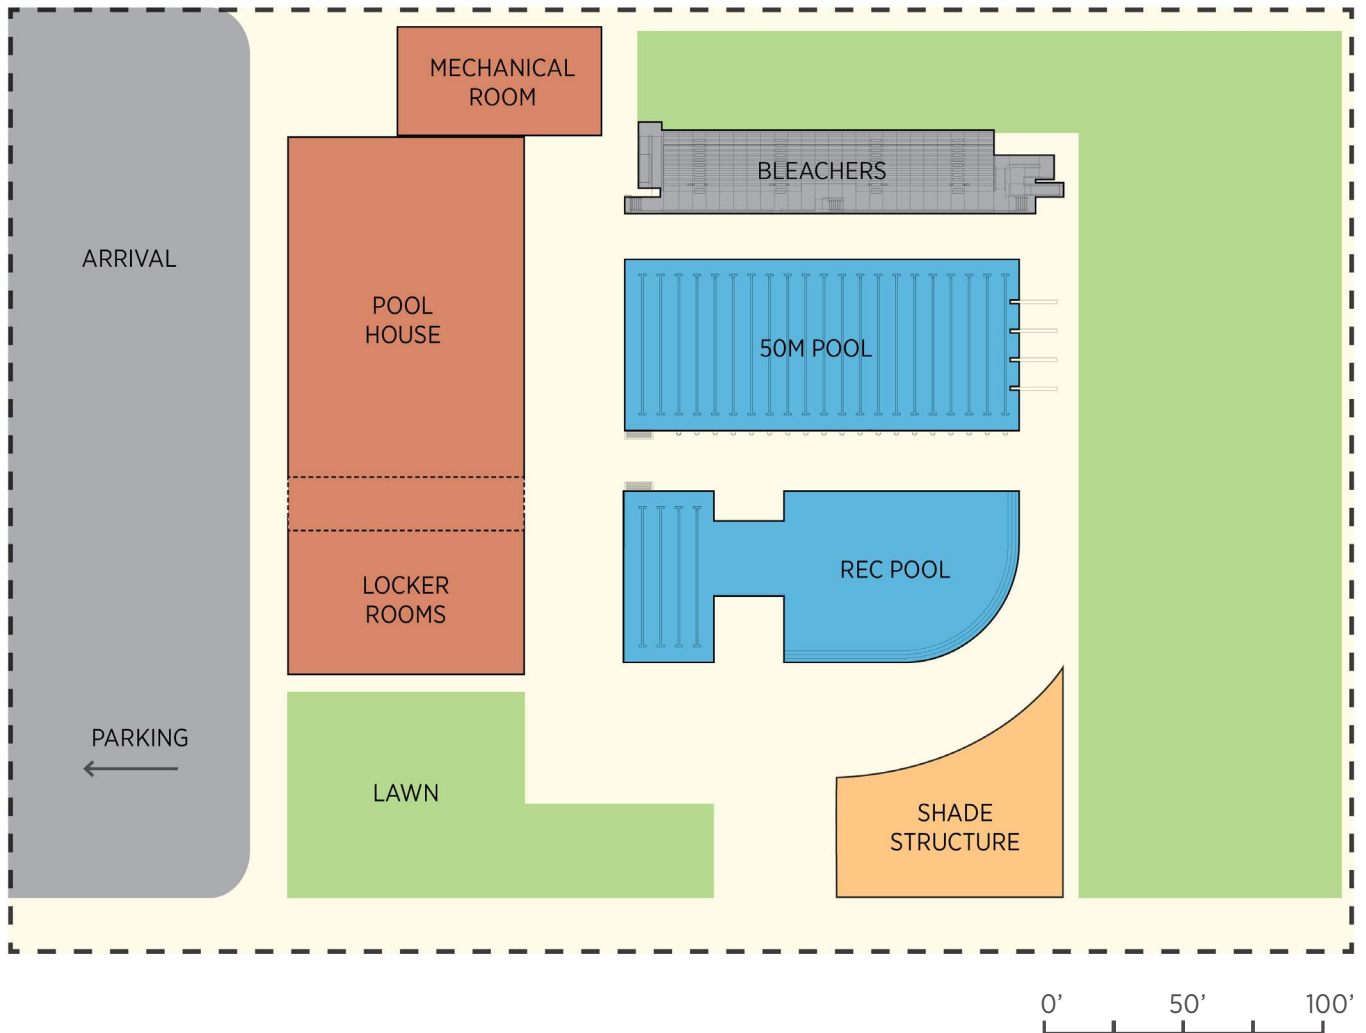 MECHANICAL
ROOM
BLEACHERS
ARRIVAL
POOL
HOUSE
50M POOL
REC POOL
LOCKER
ROOMS
PARKING
LAWN
SHADE
STRUCTURE
0’ 50’ 100’